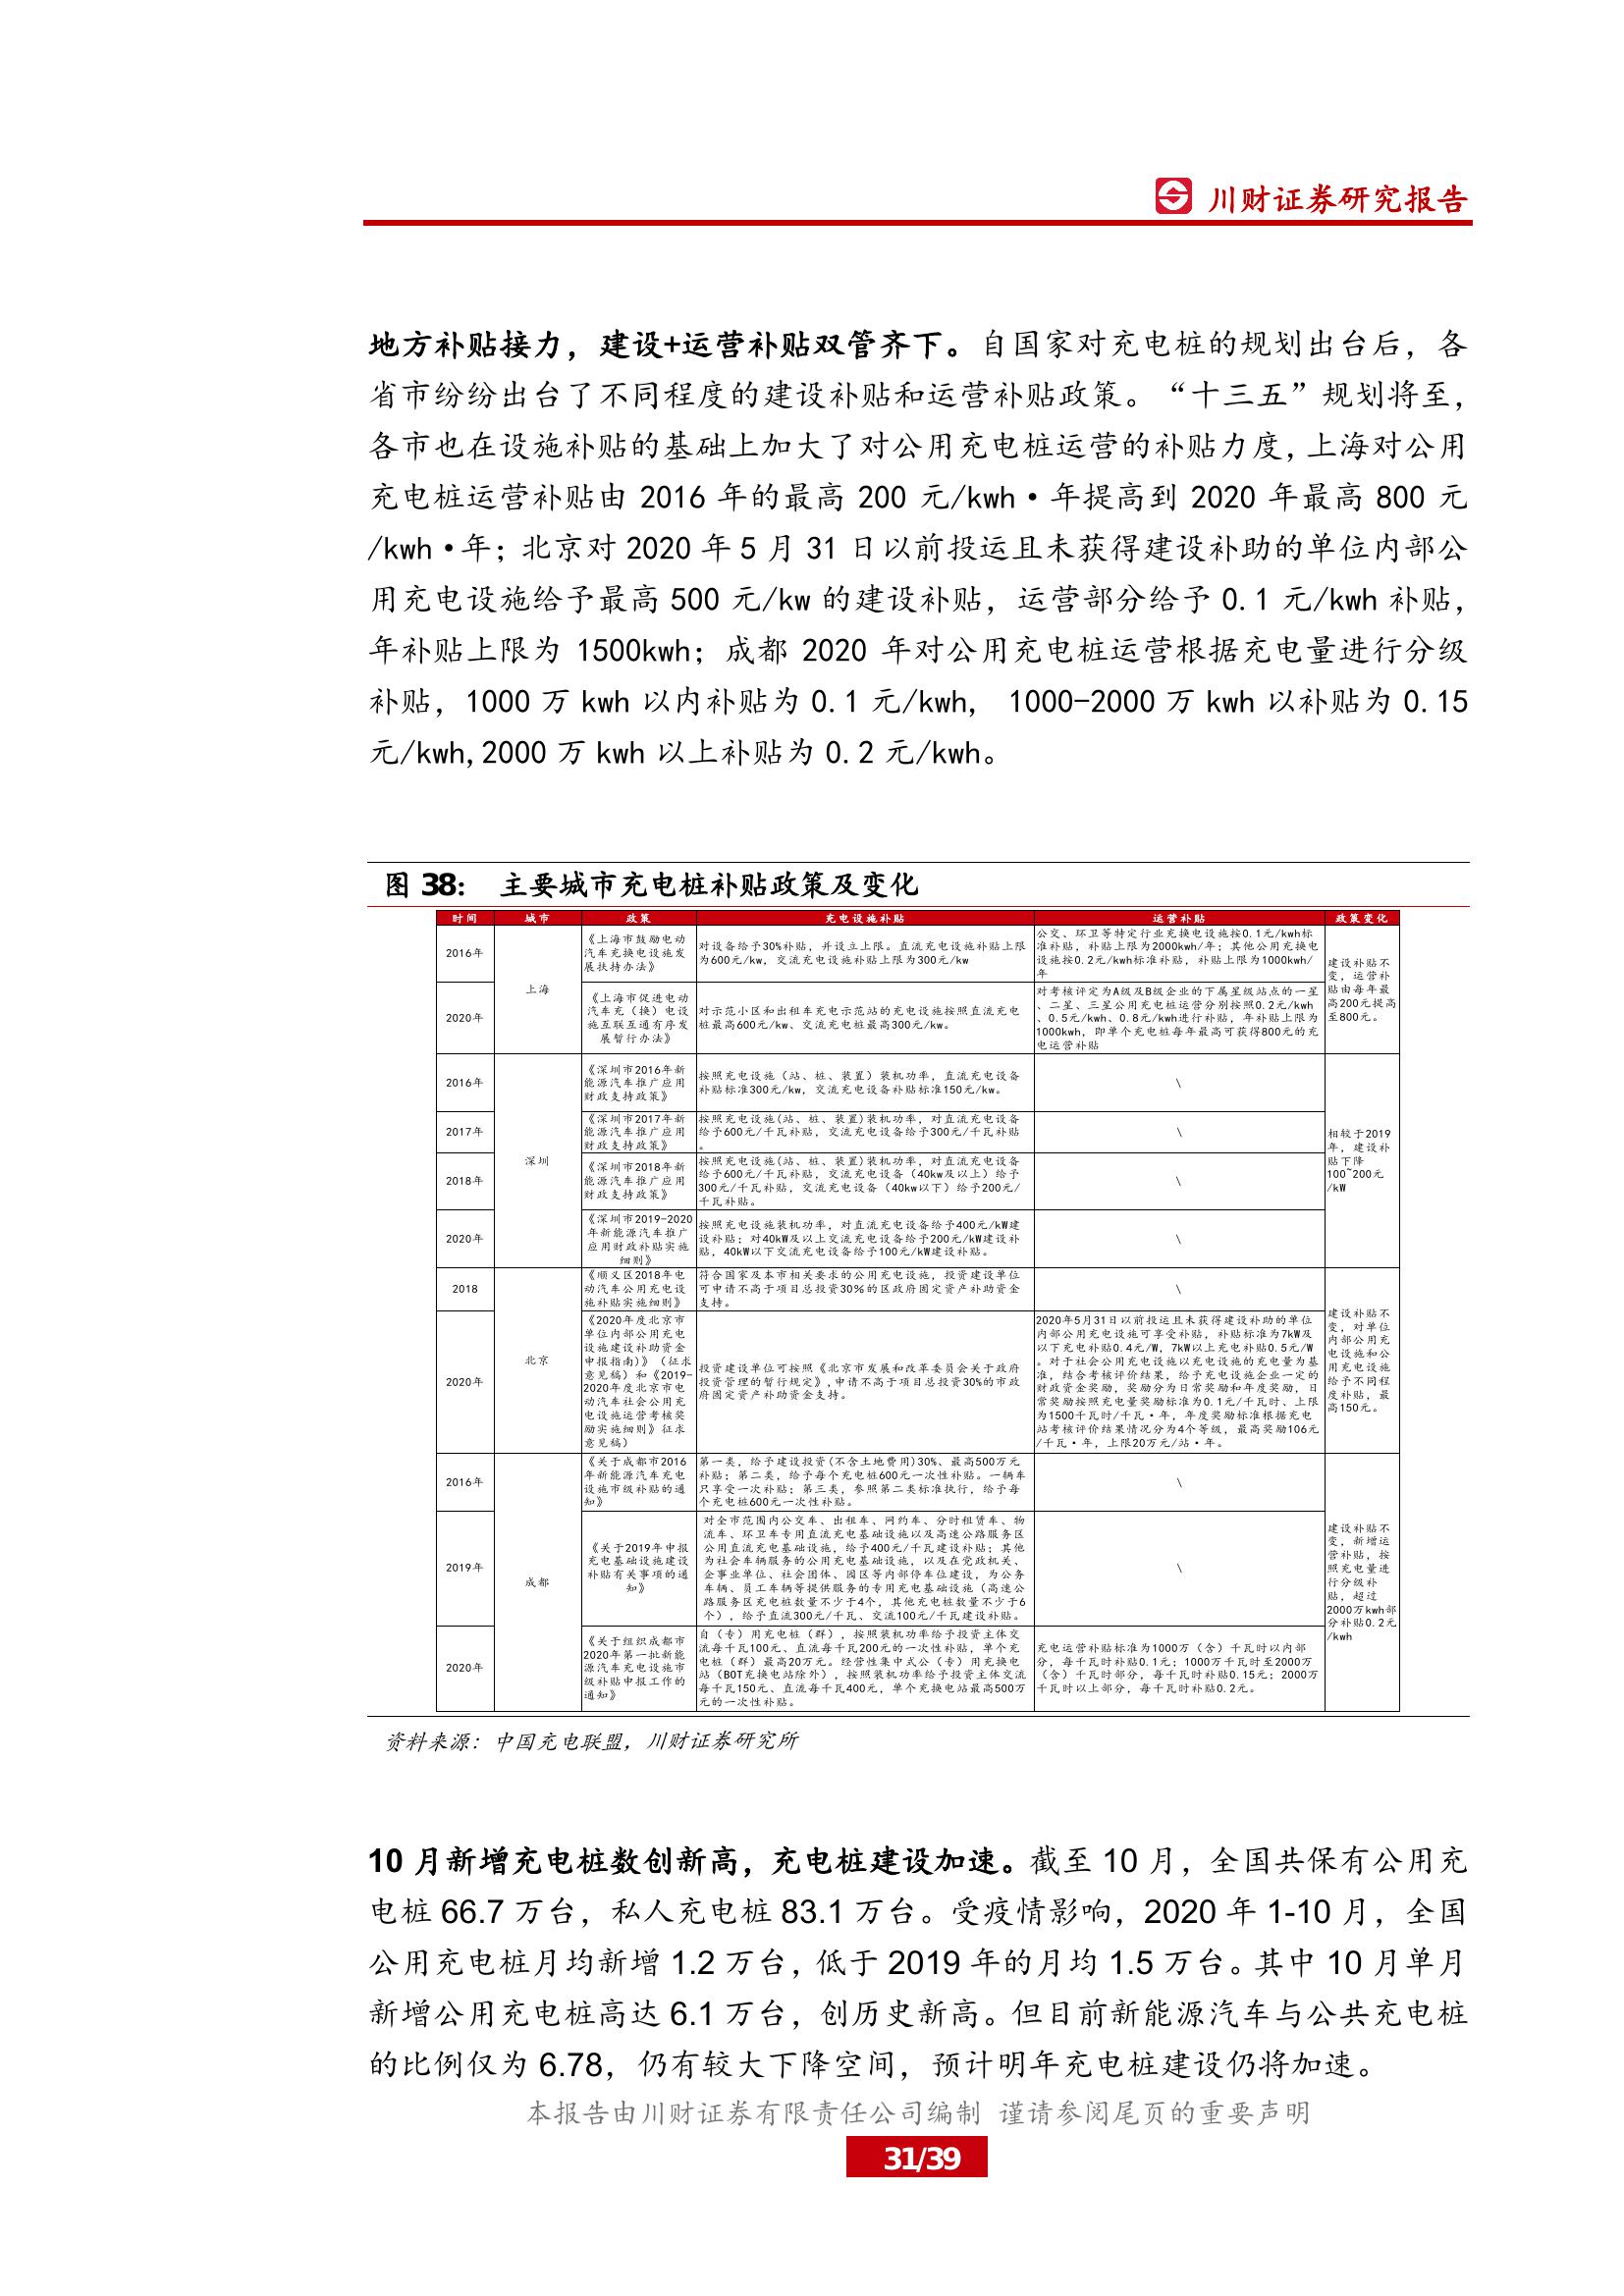 川财证券研究报告
地方补贴接力，建设+运营补贴双管齐下。自国家对充电桩的规划出台后，各
省市纷纷出台了不同程度的建设补贴和运营补贴政策。“十三五”规划将至，
各市也在设施补贴的基础上加大了对公用充电桩运营的补贴力度，上海对公用
充电桩运营补贴由 2016 年的最高 200 元/kwh·年提高到 2020 年最高 800 元
/kwh·年；北京对 2020 年 5 月 31 日以前投运且未获得建设补助的单位内部公
用充电设施给予最高 500 元/kw 的建设补贴，运营部分给予 0.1 元/kwh 补贴，
年补贴上限为 1500kwh；成都 2020 年对公用充电桩运营根据充电量进行分级
补贴，1000 万 kwh 以内补贴为 0.1 元/kwh， 1000-2000 万 kwh 以补贴为 0.15
元/kwh,2000 万 kwh 以上补贴为 0.2 元/kwh。
图 38： 主要城市充电桩补贴政策及变化
时间 城市 政策 充电设施补贴 运营补贴 政策变化
2016年
上海
《上海市鼓励电动
汽车充换电设施发
展扶持办法》
对设备给予30%补贴，并设立上限。直流充电设施补贴上限
为600元/kw，交流充电设施补贴上限为300元/kw
公交、环卫等特定行业充换电设施按0.1元/kwh标
准补贴，补贴上限为2000kwh/年；其他公用充换电
设施按0.2元/kwh标准补贴，补贴上限为1000kwh/
年
建设补贴不
变，运营补
贴由每年最
高200元提高
至800元。
2020年
《上海市促进电动
汽车充（换）电设
施互联互通有序发
展暂行办法》
对示范小区和出租车充电示范站的充电设施按照直流充电
桩最高600元/kw、交流充电桩最高300元/kw。
对考核评定为A级及B级企业的下属星级站点的一星
、二星、三星公用充电桩运营分别按照0.2元/kwh
、0.5元/kwh、0.8元/kwh进行补贴，年补贴上限为
1000kwh，即单个充电桩每年最高可获得800元的充
电运营补贴
2016年
深圳
《深圳市2016年新
能源汽车推广应用
财政支持政策》
按照充电设施（站、桩、装置）装机功率，直流充电设备
补贴标准300元/kw，交流充电设备补贴标准150元/kw。
\
相较于2019
年，建设补
贴下降
100~200元
/kW
2017年
《深圳市2017年新
能源汽车推广应用
财政支持政策》
按照充电设施(站、桩、装置)装机功率，对直流充电设备
给予600元/千瓦补贴，交流充电设备给予300元/千瓦补贴
。
\
2018年
《深圳市2018年新
能源汽车推广应用
财政支持政策》
按照充电设施(站、桩、装置)装机功率，对直流充电设备
给予600元/千瓦补贴，交流充电设备（40kw及以上）给予
300元/千瓦补贴，交流充电设备（40kw以下）给予200元/
千瓦补贴。
\
2020年
《深圳市2019-2020
年新能源汽车推广
应用财政补贴实施
细则》
按照充电设施装机功率，对直流充电设备给予400元/kW建
设补贴；对40kW及以上交流充电设备给予200元/kW建设补
贴，40kW以下交流充电设备给予100元/kW建设补贴。
\
2018
北京
《顺义区2018年电
动汽车公用充电设
施补贴实施细则》
符合国家及本市相关要求的公用充电设施，投资建设单位
可申请不高于项目总投资30%的区政府固定资产补助资金
支持。
\
建设补贴不
变，对单位
内部公用充
电设施和公
用充电设施
给予不同程
度补贴，最
高150元。
2020年
《2020年度北京市
单位内部公用充电
设施建设补助资金
申报指南)》（征求
意见稿）和《2019-
2020年度北京市电
动汽车社会公用充
电设施运营考核奖
励实施细则》征求
意见稿）
投资建设单位可按照《北京市发展和改革委员会关于政府
投资管理的暂行规定》,申请不高于项目总投资30%的市政
府固定资产补助资金支持。
2020年5月31日以前投运且未获得建设补助的单位
内部公用充电设施可享受补贴，补贴标准为7kW及
以下充电补贴0.4元/W，7kW以上充电补贴0.5元/W
。对于社会公用充电设施以充电设施的充电量为基
准，结合考核评价结果，给予充电设施企业一定的
财政资金奖励，奖励分为日常奖励和年度奖励，日
常奖励按照充电量奖励标准为0.1元/千瓦时、上限
为1500千瓦时/千瓦·年，年度奖励标准根据充电
站考核评价结果情况分为4个等级，最高奖励106元
/千瓦·年，上限20万元/站·年。
2016年
成都
《关于成都市2016
年新能源汽车充电
设施市级补贴的通
知》
第一类，给予建设投资(不含土地费用)30%、最高500万元
补贴；第二类，给予每个充电桩600元一次性补贴。一辆车
只享受一次补贴；第三类，参照第二类标准执行，给予每
个充电桩600元一次性补贴。
\
建设补贴不
变，新增运
营补贴，按
照充电量进
行分级补
贴，超过
2000万kwh部
分补贴0.2元
/kwh
2019年
《关于2019年申报
充电基础设施建设
补贴有关事项的通
知》
对全市范围内公交车、出租车、网约车、分时租赁车、物
流车、环卫车专用直流充电基础设施以及高速公路服务区
公用直流充电基础设施，给予400元/千瓦建设补贴；其他
为社会车辆服务的公用充电基础设施，以及在党政机关、
企事业单位、社会团体、园区等内部停车位建设，为公务
车辆、员工车辆等提供服务的专用充电基础设施（高速公
路服务区充电桩数量不少于4个，其他充电桩数量不少于6
个），给予直流300元/千瓦、交流100元/千瓦建设补贴。
\
2020年
《关于组织成都市
2020年第一批新能
源汽车充电设施市
级补贴申报工作的
通知》
自（专）用充电桩（群），按照装机功率给予投资主体交
流每千瓦100元、直流每千瓦200元的一次性补贴，单个充
电桩（群）最高20万元。经营性集中式公（专）用充换电
站（BOT充换电站除外），按照装机功率给予投资主体交流
每千瓦150元、直流每千瓦400元，单个充换电站最高500万
元的一次性补贴。
充电运营补贴标准为1000万（含）千瓦时以内部
分，每千瓦时补贴0.1元；1000万千瓦时至2000万
（含）千瓦时部分，每千瓦时补贴0.15元；2000万
千瓦时以上部分，每千瓦时补贴0.2元。
资料来源：中国充电联盟，川财证券研究所
10 月新增充电桩数创新高，充电桩建设加速。截至 10 月，全国共保有公用充
电桩 66.7 万台，私人充电桩 83.1 万台。受疫情影响，2020 年 1-10 月，全国
公用充电桩月均新增 1.2 万台，低于 2019 年的月均 1.5 万台。其中 10 月单月
新增公用充电桩高达 6.1 万台，创历史新高。但目前新能源汽车与公共充电桩
的比例仅为 6.78，仍有较大下降空间，预计明年充电桩建设仍将加速。
本报告由川财证券有限责任公司编制 谨请参阅尾页的重要声明
31/39